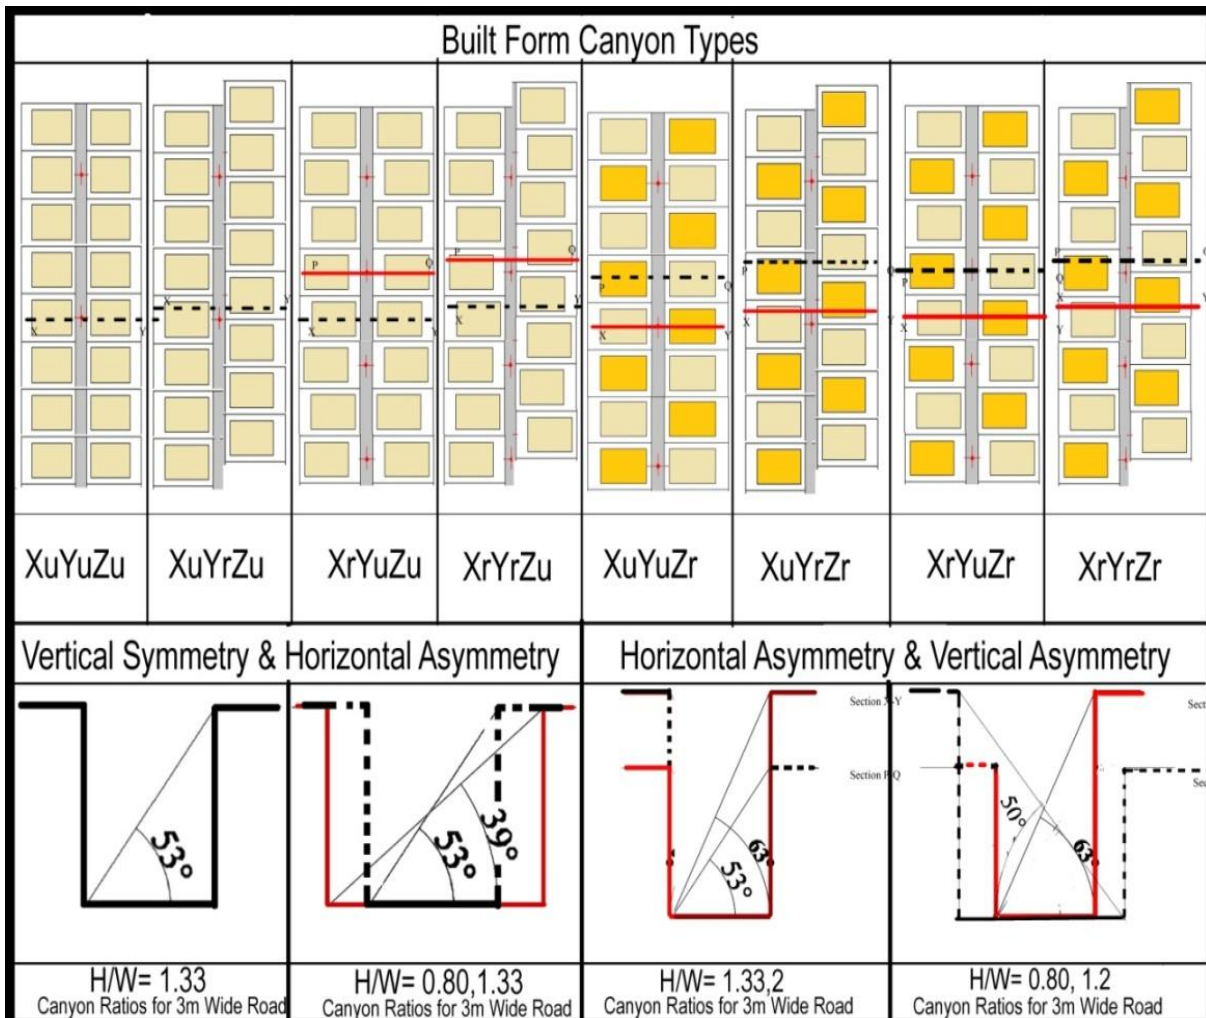 Built Form Canyon Types
P Q P Q P Q P O P
X Y X Y X Y X Y X Y X Y X Y X Y
XuYuZu XuYrZu XrYuZu XrYrZu XuYuZr XuYrZr XrYuZr XrYrZr
Vertical Symmetry & Horizontal Asymmetry Horizontal Asymmetry & Vertical Asymmetry
Section X-Y Sec
Section P-Q Sec
53° 53° 39° 53° 63° 50° 63°
H/W= 1.33 H/W= 0.80,1.33 H/W= 1.33,2 H/W= 0.80, 1.2
Canyon Ratios for 3m Wide Road Canyon Ratios for 3m Wide Road Canyon Ratios for 3m Wide Road Canyon Ratios for 3m Wide Road